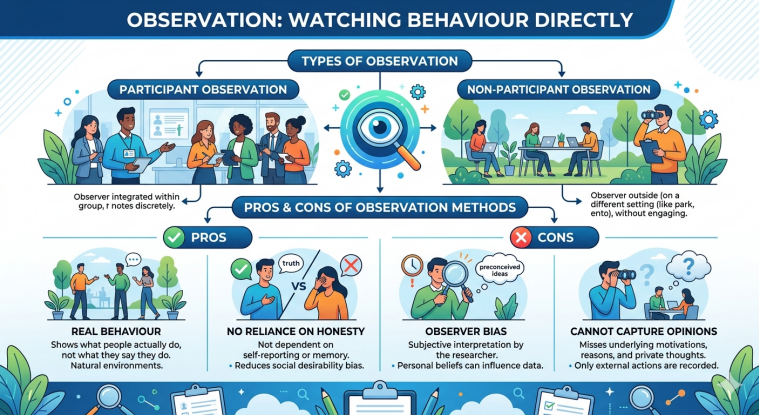 OBSERVATION: WATCHING BEHAVIOUR DIRECTLY
TYPES OF OBSERVATION
PARTICIPANT OBSERVATION
NON-PARTICIPANT OBSERVATION
Observer integrated within
group, r notes discretely.
Observer outside (on a
different setting (like park,
ento), without engaging.
PROS & CONS OF OBSERVATION METHODS
PROS
CONS
truth
VS
preconceived
ideas
?
?
REAL BEHAVIOUR
Shows what people actually do,
not what they say they do.
Natural environments.
NO RELIANCE ON HONESTY
Not dependent on
self-reporting or memory.
• Reduces social desirability bias.
OBSERVER BIAS
Subjective interpretation by
the researcher.
• Personal beliefs can influence data.
CANNOT CAPTURE OPINIONS
Misses underlying motivations,
reasons, and private thoughts.
• Only external actions are recorded.